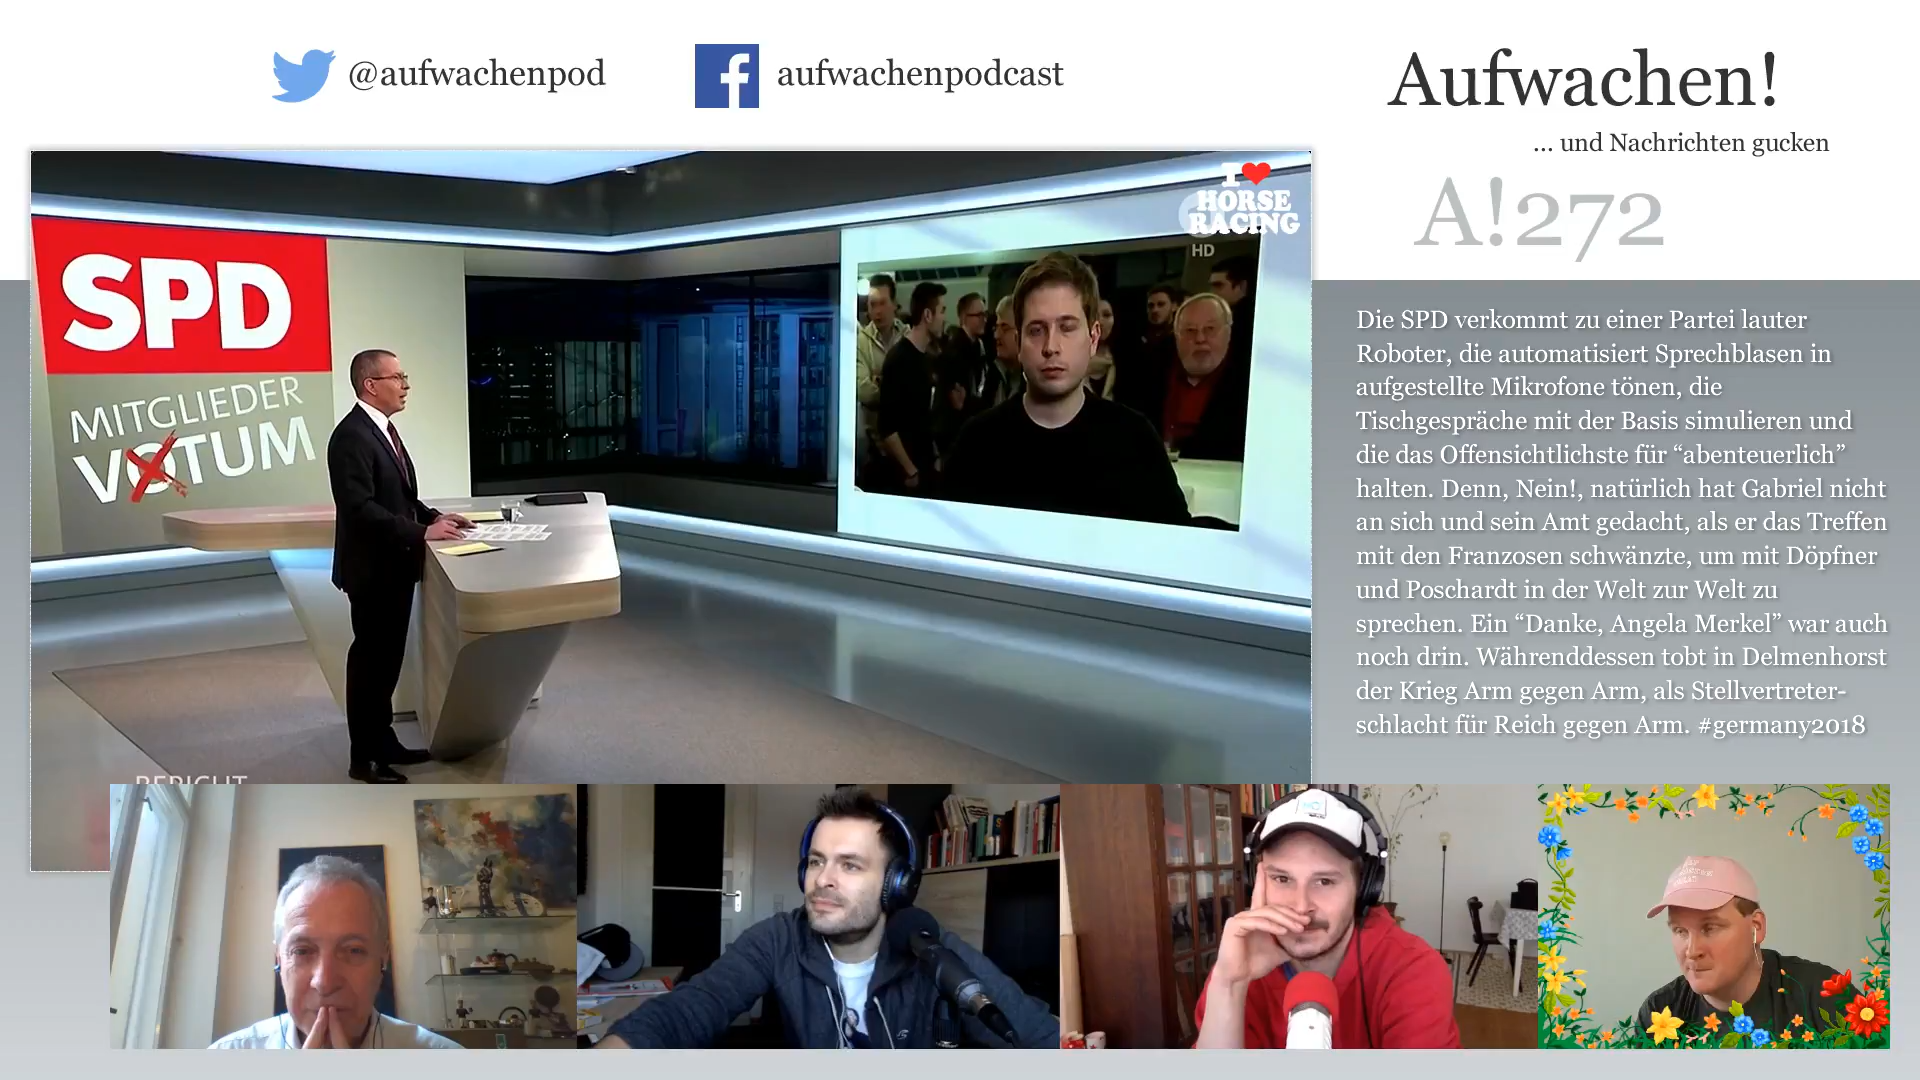 @aufwachenpod
aufwachenpodcast
Aufwachen!
... und Nachrichten gucken
A!272
I
HORSE
RACING
HD
SPD
MITGLIEDER
VOTUM
BERICHT
Die SPD verkommt zu einer Partei lauter
Roboter, die automatisiert Sprechblasen in
aufgestellte Mikrofone tönen, die
Tischgespräche mit der Basis simulieren und
die das Offensichtlichste für “abenteuerlich”
halten. Denn, Nein!, natürlich hat Gabriel nicht
an sich und sein Amt gedacht, als er das Treffen
mit den Franzosen schwänzte, um mit Döpfner
und Poschardt in der Welt zur Welt zu
sprechen. Ein “Danke, Angela Merkel” war auch
noch drin. Währenddessen tobt in Delmenhorst
der Krieg Arm gegen Arm, als Stellvertreter-
schlacht für Reich gegen Arm. #germany2018